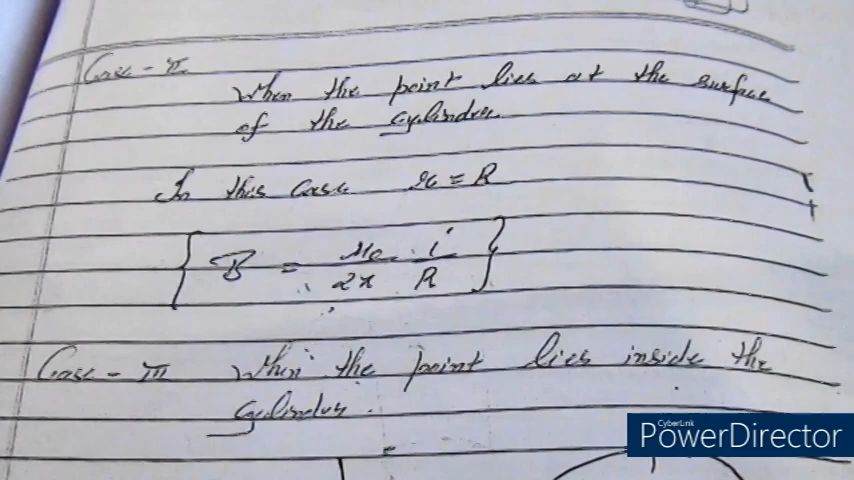 Case - II
When the point lies at the surface
of the cylinder
In this case r = R
{ B = μ₀/2π i/R }
Case - III When the point lies inside the
cylinder.
CyberLink
PowerDirector